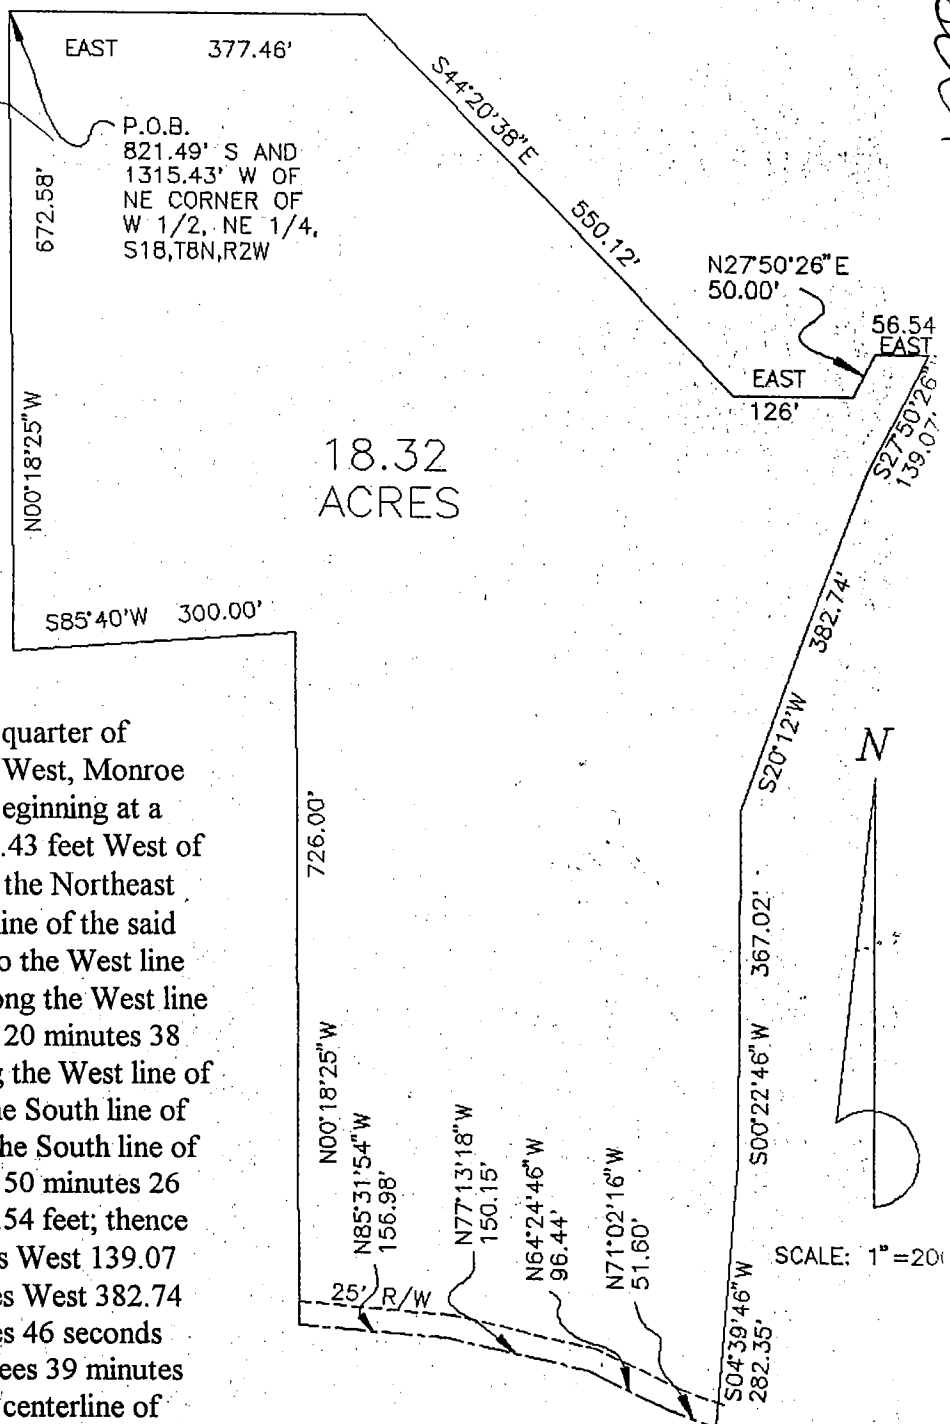 EAST 377.46'
S44°20'38"E
550.12'
P.O.B.
821.49' S AND
1315.43' W OF
NE CORNER OF
W 1/2, NE 1/4,
S18,T8N,R2W
672.58'
N00°18'25"W
N27°50'26"E
50.00'
56.54
EAST
EAST
126'
S27°50'26"
139.07'
18.32
ACRES
382.74'
S20°12'W
S85°40'W 300.00'
N
726.00'
367.02'
S00°22'46"W
N00°18'25"W
N85°31'54"W
156.98'
N77°13'18"W
150.15'
N64°24'46"W
96.44'
N71°02'16"W
51.60'
25' R/W
S04°39'46"W
282.35'
SCALE: 1"=20
quarter of
West, Monroe
eginning at a
.43 feet West of
the Northeast
ine of the said
o the West line
ong the West line
20 minutes 38
g the West line of
he South line of
the South line of
50 minutes 26
.54 feet; thence
s West 139.07
es West 382.74
es 46 seconds
ees 39 minutes
centerline of